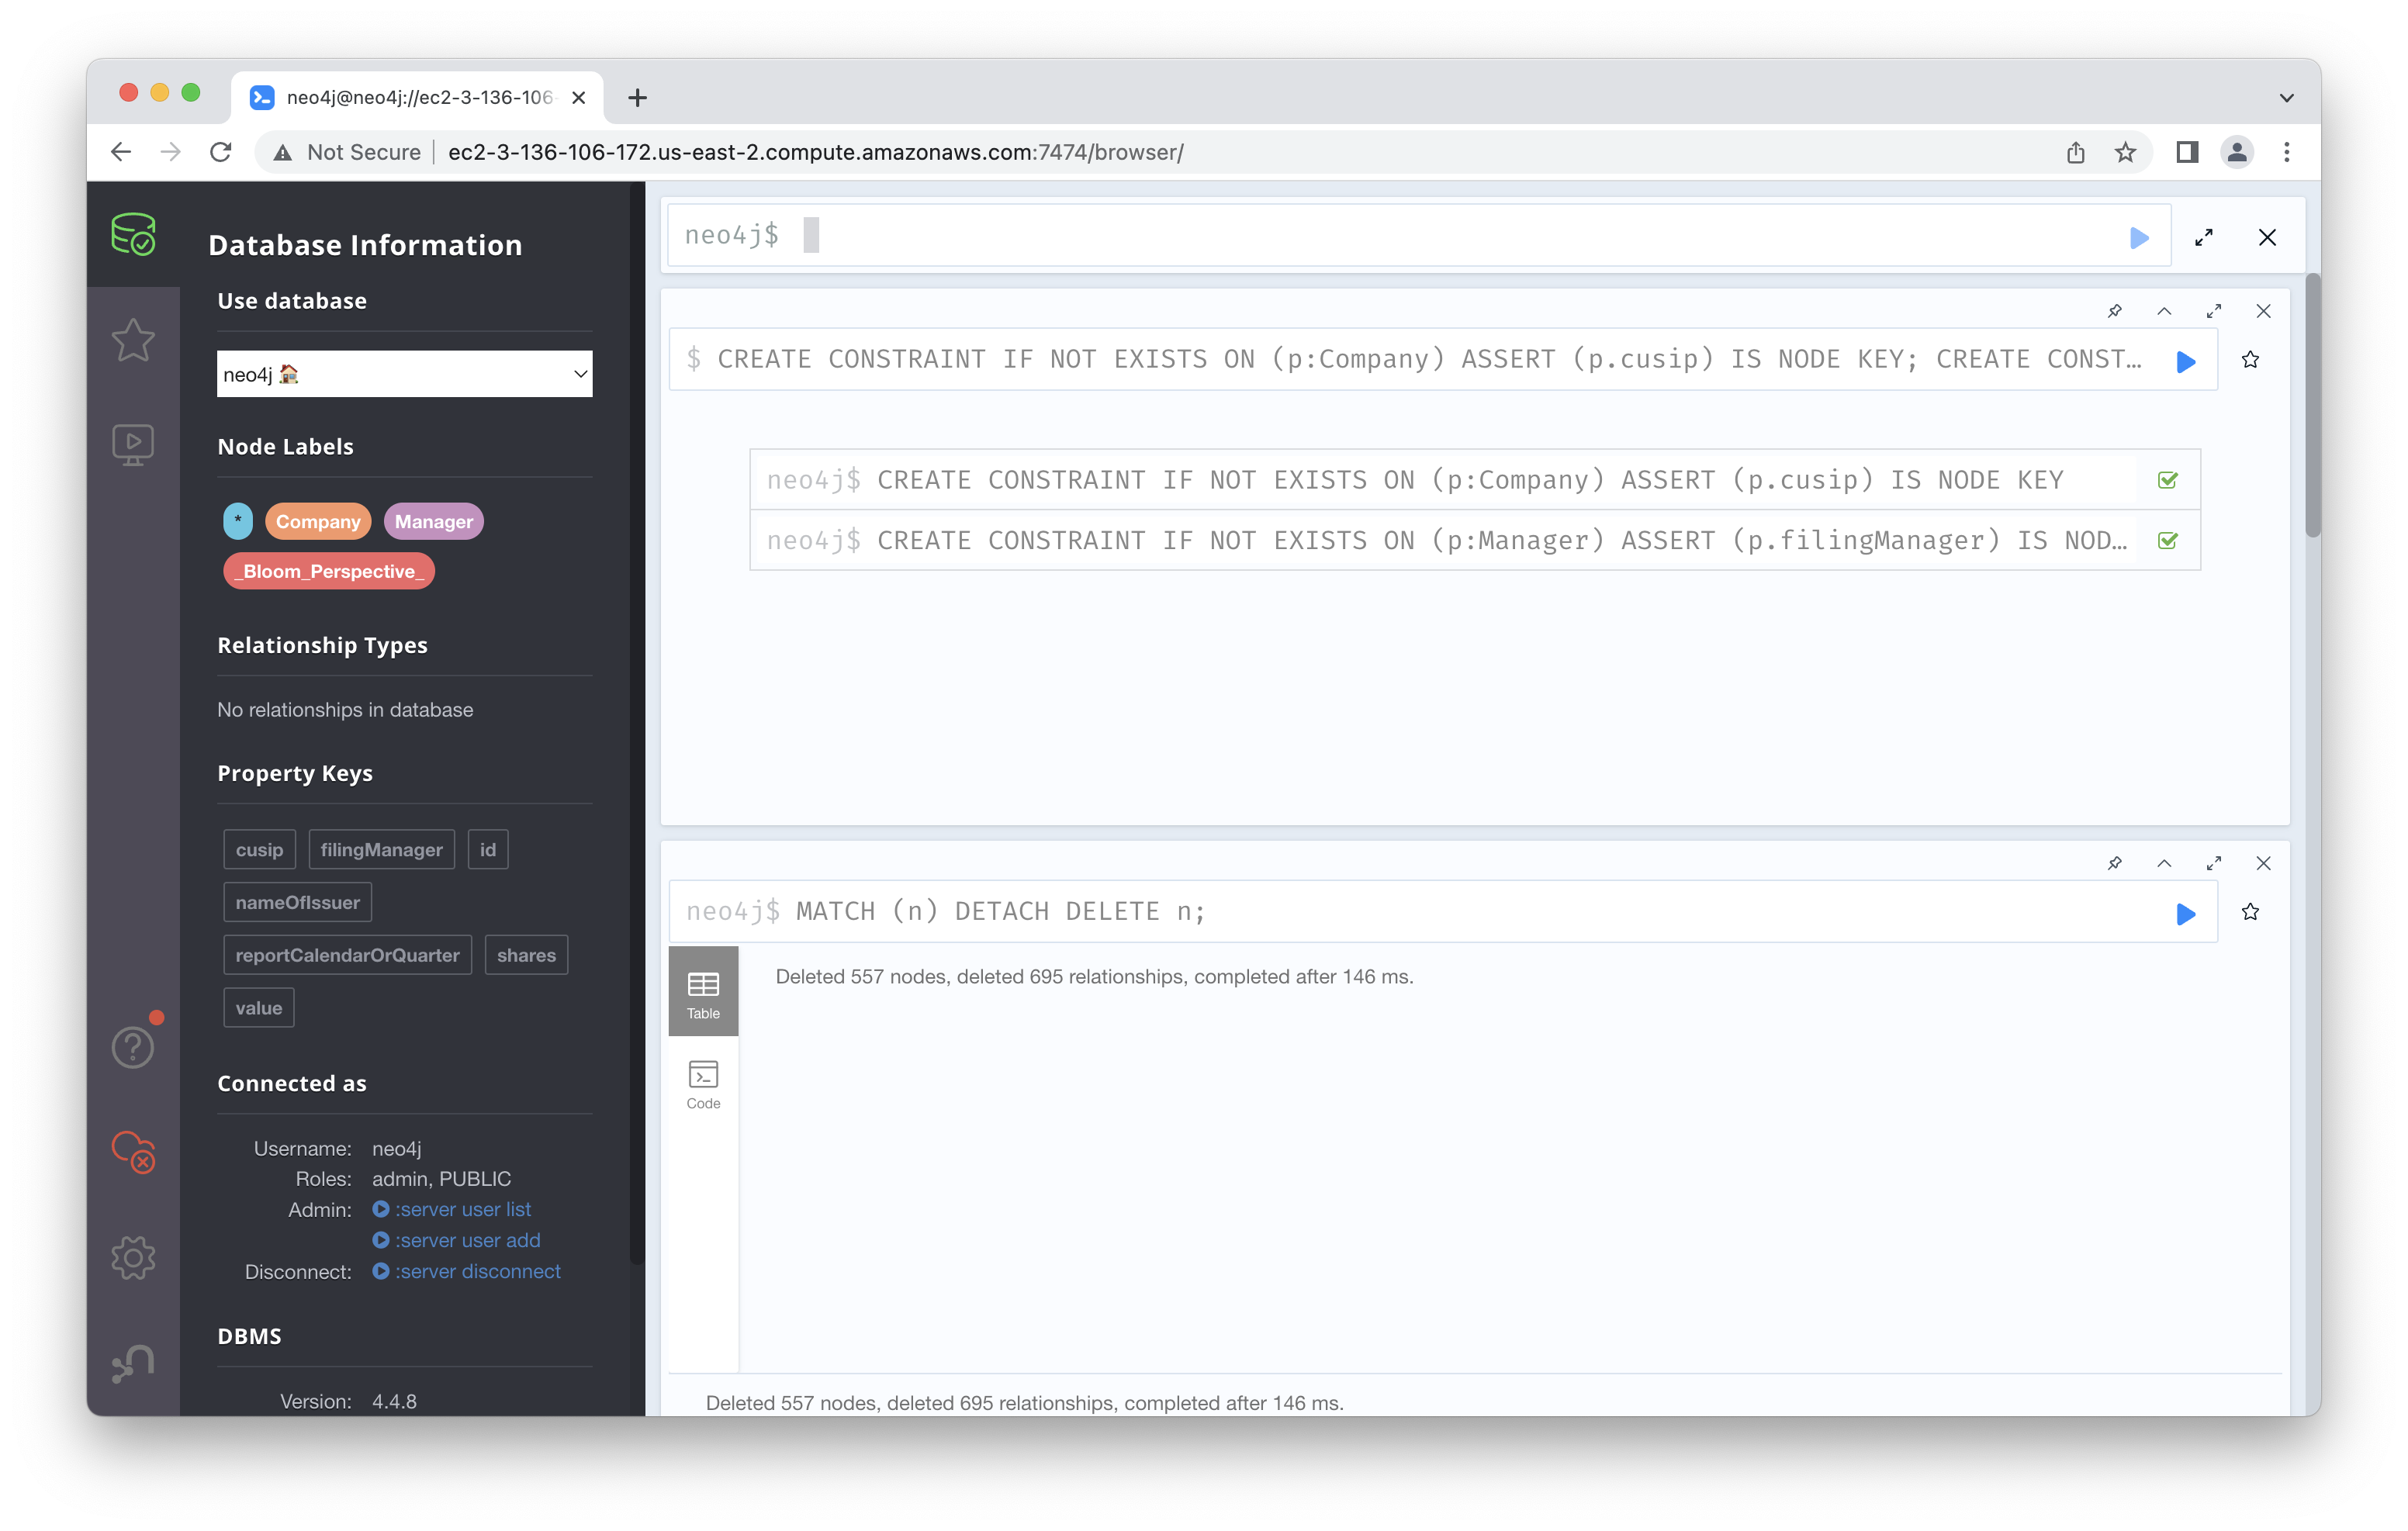 neo4j@neo4j://ec2-3-136-106-
Not Secure | ec2-3-136-106-172.us-east-2.compute.amazonaws.com:7474/browser/
Database Information
Use database
neo4j
Node Labels
* Company Manager
_Bloom_Perspective_
Relationship Types
No relationships in database
Property Keys
cusip filingManager id
nameOfIssuer
reportCalendarOrQuarter shares
value
Connected as
Username: neo4j
Roles: admin, PUBLIC
Admin: :server user list
:server user add
Disconnect: :server disconnect
DBMS
Version: 4.4.8
neo4j$
$ CREATE CONSTRAINT IF NOT EXISTS ON (p:Company) ASSERT (p.cusip) IS NODE KEY; CREATE CONST…
neo4j$ CREATE CONSTRAINT IF NOT EXISTS ON (p:Company) ASSERT (p.cusip) IS NODE KEY
neo4j$ CREATE CONSTRAINT IF NOT EXISTS ON (p:Manager) ASSERT (p.filingManager) IS NOD…
neo4j$ MATCH (n) DETACH DELETE n;
Table
Deleted 557 nodes, deleted 695 relationships, completed after 146 ms.
Code
Deleted 557 nodes, deleted 695 relationships, completed after 146 ms.